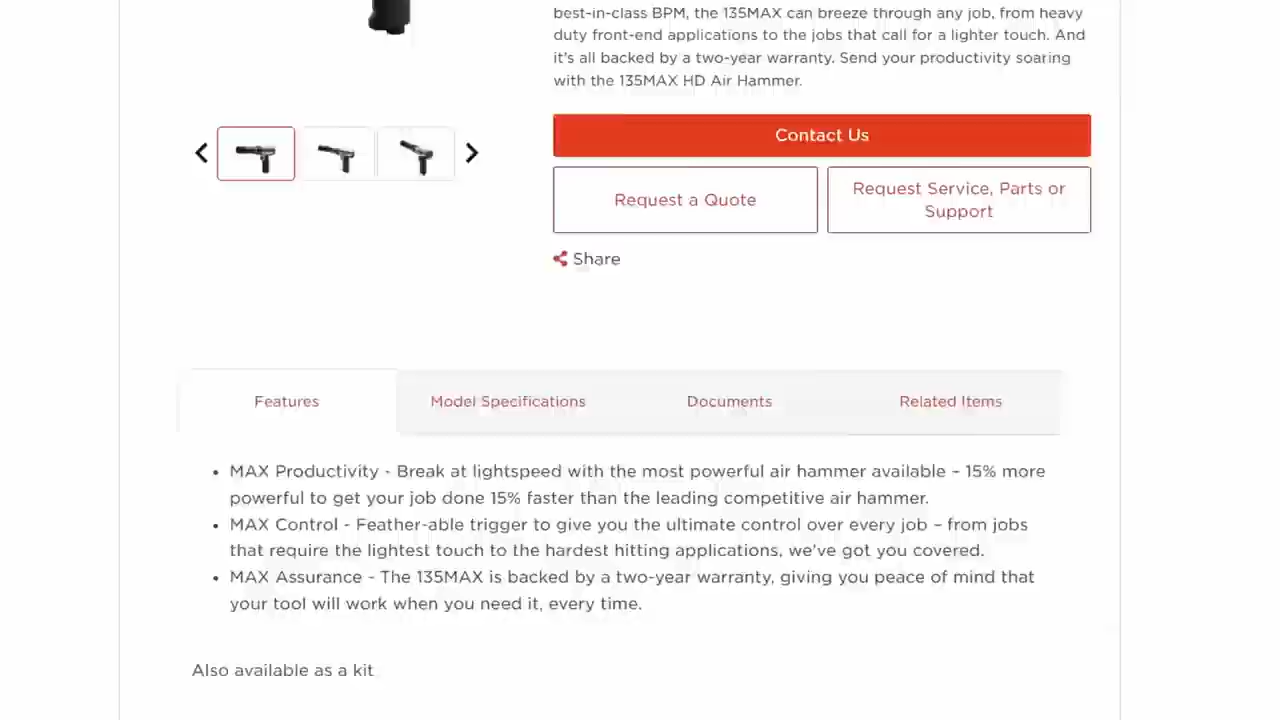 best-in-class BPM, the 135MAX can breeze through any job, from heavy
duty front-end applications to the jobs that call for a lighter touch. And
it's all backed by a two-year warranty. Send your productivity soaring
with the 135MAX HD Air Hammer.
Contact Us
Request a Quote
Request Service, Parts or
Support
Share
Features
Model Specifications
Documents
Related Items
• MAX Productivity - Break at lightspeed with the most powerful air hammer available – 15% more
powerful to get your job done 15% faster than the leading competitive air hammer.
• MAX Control - Feather-able trigger to give you the ultimate control over every job – from jobs
that require the lightest touch to the hardest hitting applications, we've got you covered.
• MAX Assurance - The 135MAX is backed by a two-year warranty, giving you peace of mind that
your tool will work when you need it, every time.
Also available as a kit